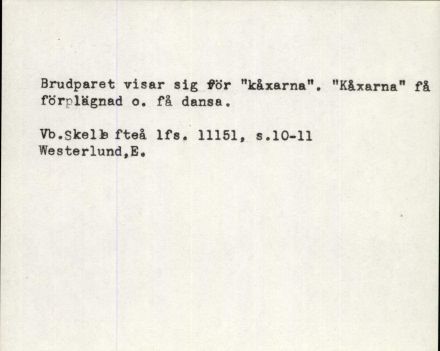 Brudparet visar sig för "kåxarna". "Kåxarna" få
förplägnad o. få dansa.
Vb.Skellefteå lfs. 11151, s.10-11
Westerlund,E.